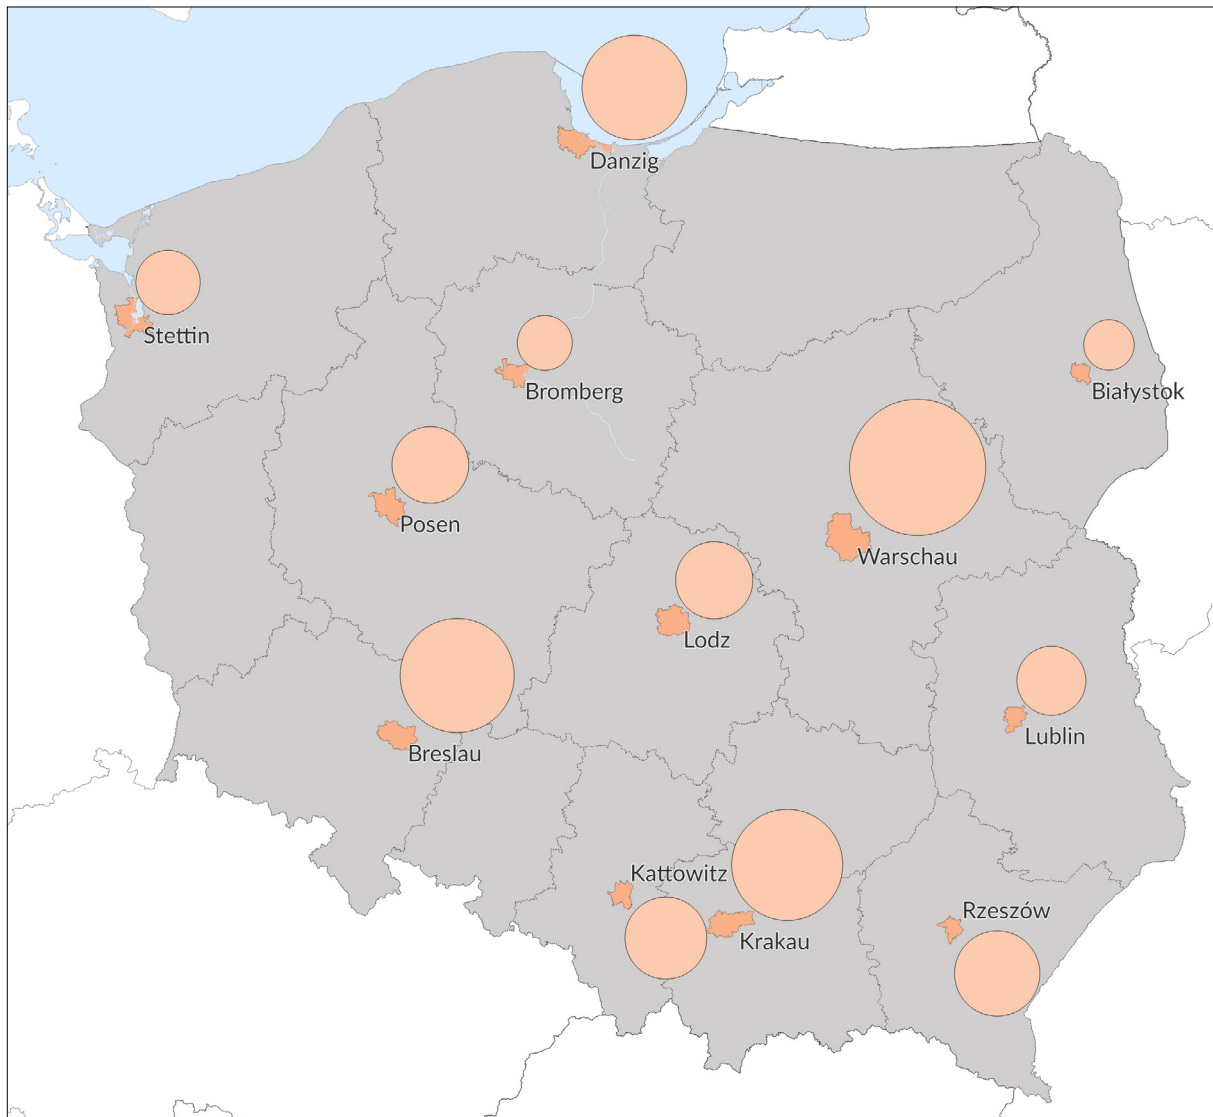 Danzig
Stettin
Bromberg
Białystok
Posen
Warschau
Lodz
Breslau
Lublin
Kattowitz
Krakau
Rzeszów